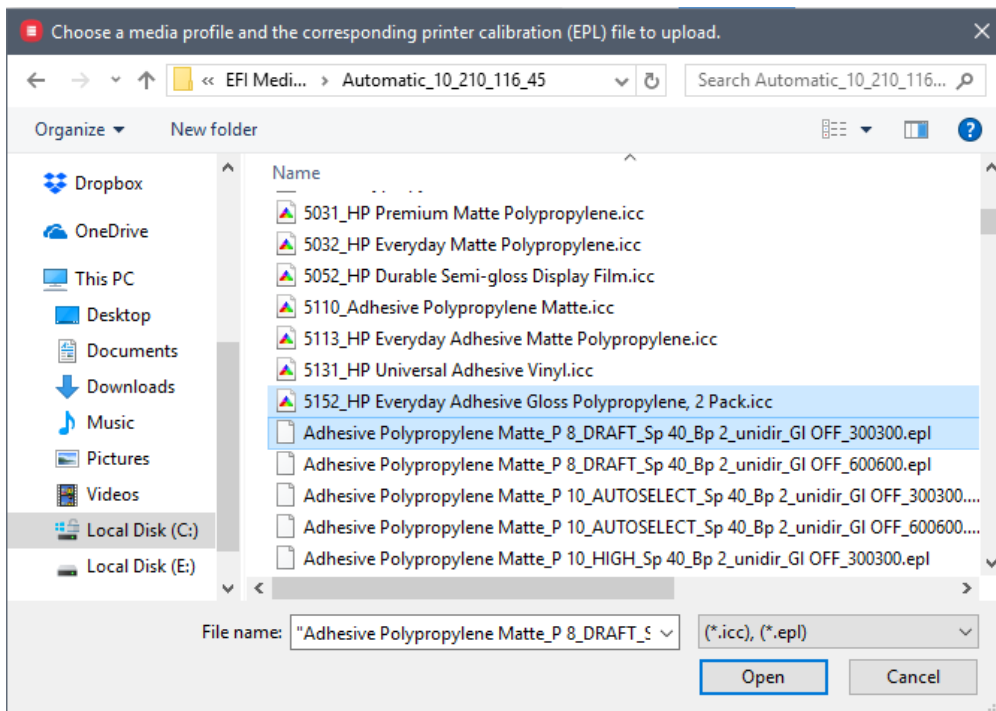 Choose a media profile and the corresponding printer calibration (EPL) file to upload.
« EFI Medi... › Automatic_10_210_116_45
Search Automatic_10_210_116...
Organize
New folder
?
Dropbox
OneDrive
This PC
Desktop
Documents
Downloads
Music
Pictures
Videos
Local Disk (C:)
Local Disk (E:)
Name
5031_HP Premium Matte Polypropylene.icc
5032_HP Everyday Matte Polypropylene.icc
5052_HP Durable Semi-gloss Display Film.icc
5110_Adhesive Polypropylene Matte.icc
5113_HP Everyday Adhesive Matte Polypropylene.icc
5131_HP Universal Adhesive Vinyl.icc
5152_HP Everyday Adhesive Gloss Polypropylene, 2 Pack.icc
Adhesive Polypropylene Matte_P 8_DRAFT_Sp 40_Bp 2_unidir_GI OFF_300300.epl
Adhesive Polypropylene Matte_P 8_DRAFT_Sp 40_Bp 2_unidir_GI OFF_600600.epl
Adhesive Polypropylene Matte_P 10_AUTOSELECT_Sp 40_Bp 2_unidir_GI OFF_300300....
Adhesive Polypropylene Matte_P 10_AUTOSELECT_Sp 40_Bp 2_unidir_GI OFF_600600....
Adhesive Polypropylene Matte_P 10_HIGH_Sp 40_Bp 2_unidir_GI OFF_300300.epl
File name:
"Adhesive Polypropylene Matte_P 8_DRAFT_S
(*.icc), (*.epl)
Open
Cancel